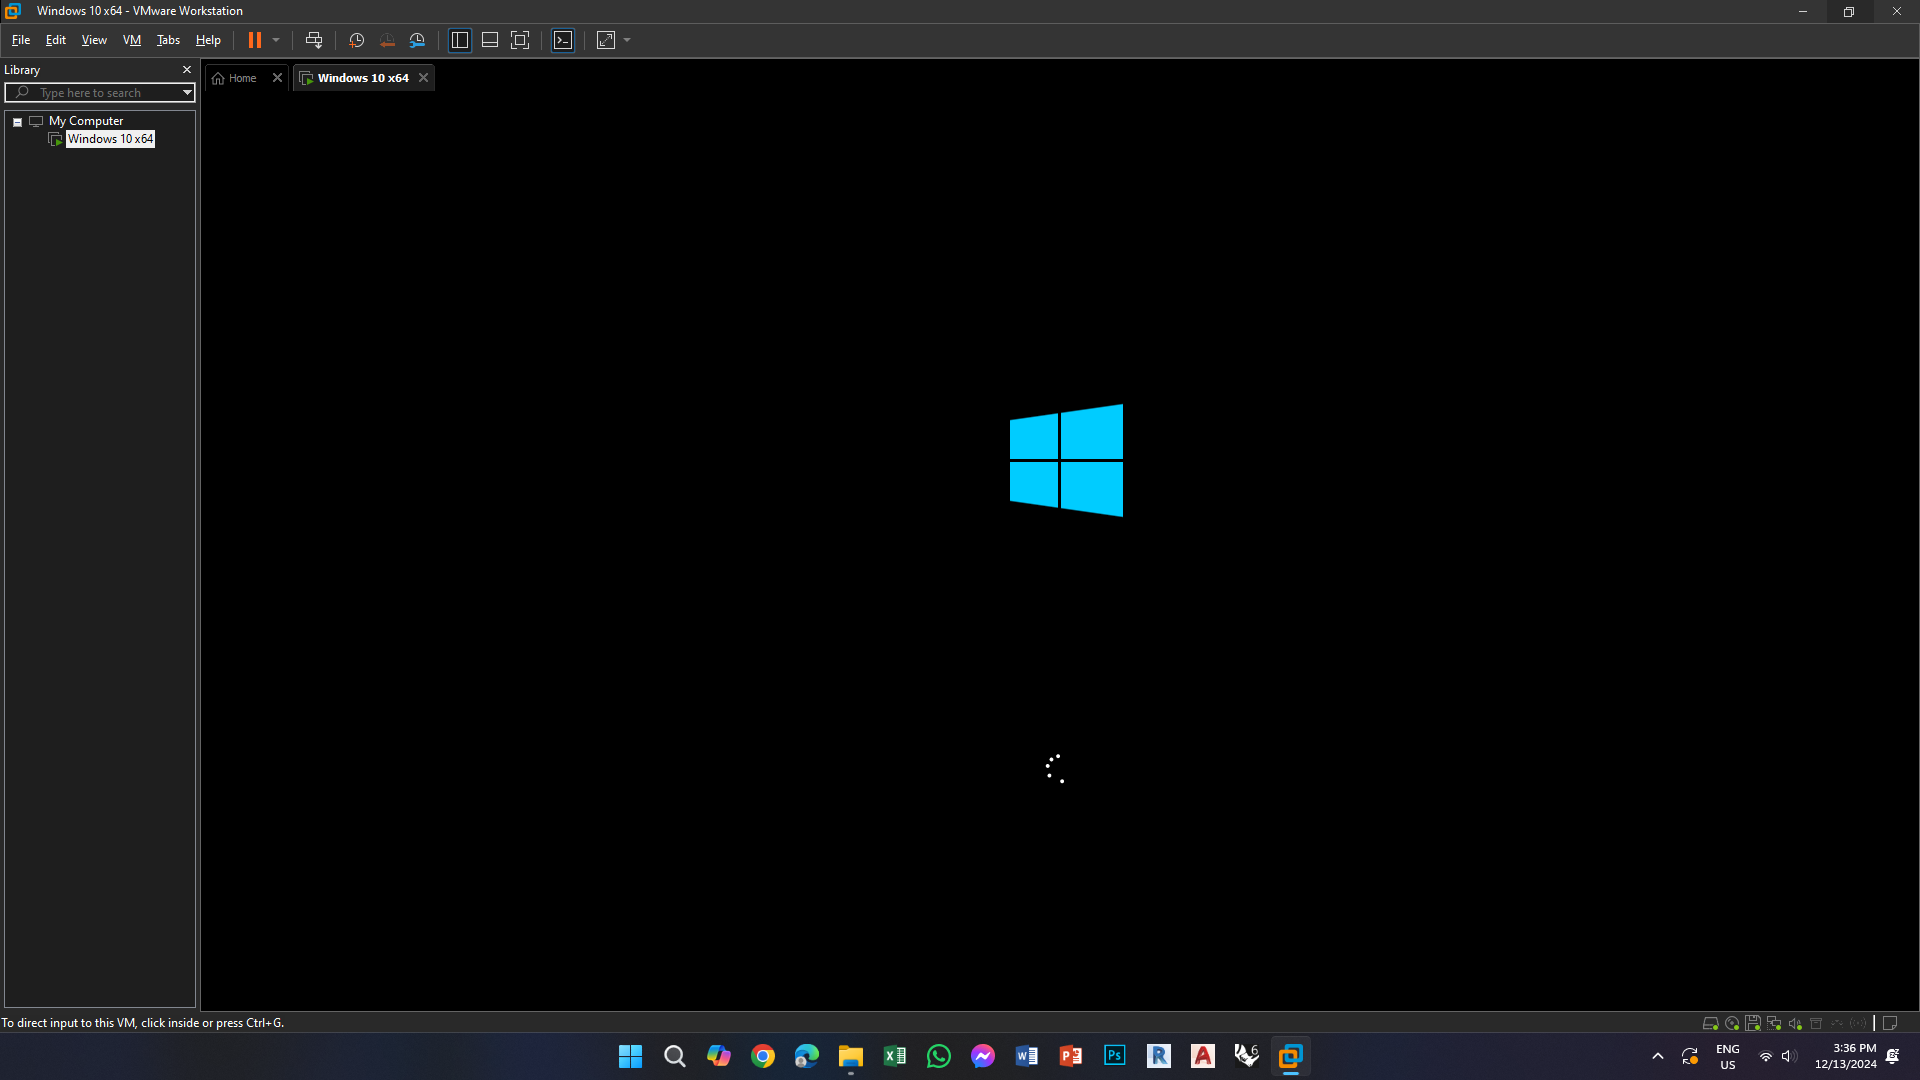 Windows 10 x64 - VMware Workstation
File Edit View VM Tabs Help
Library
Type here to search
Home
Windows 10 x64
My Computer
Windows 10 x64
To direct input to this VM, click inside or press Ctrl+G.
X
W
P
Ps
R
A
6
ENG
US
3:36 PM
12/13/2024